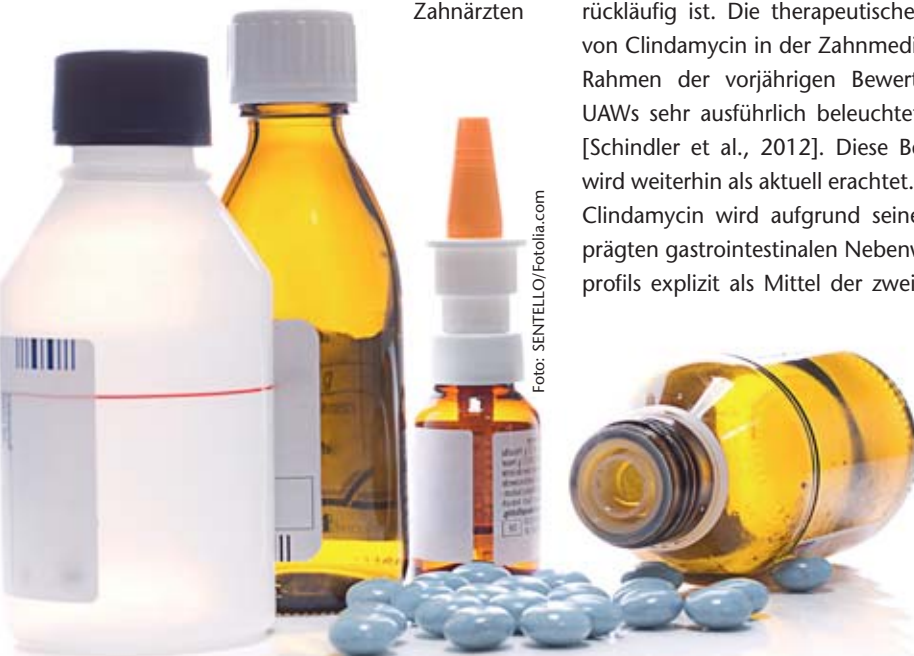 Zahnärzten
rückläufig ist. Die therapeutische
von Clindamycin in der Zahnmedi
Rahmen der vorjährigen Bewert
UAWs sehr ausführlich beleuchtet
[Schindler et al., 2012]. Diese Be
wird weiterhin als aktuell erachtet.
Clindamycin wird aufgrund seine
prägten gastrointestinalen Nebenw
profils explizit als Mittel der zwei
Foto: SENTELLO/Fotolia.com